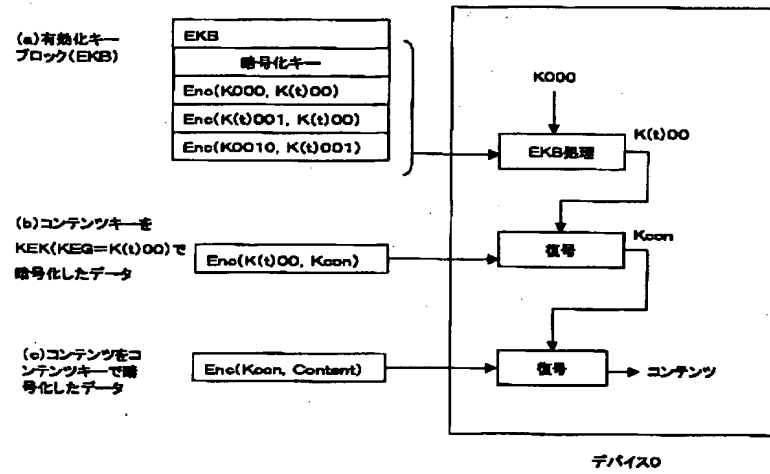 (a)有効化キー
ブロック(EKB)
EKB
暗号化キー
Enc(K000, K(t)00)
Enc(K(t)001, K(t)00)
Enc(K0010, K(t)001)
K000
K(t)00
EKB処理
(b)コンテンツキーを
KEK(KEG=K(t)00)で
暗号化したデータ
Enc(K(t)00, Kcon)
復号
Kcon
(c)コンテンツをコ
ンテンツキーで暗
号化したデータ
Enc(Kcon, Content)
復号
コンテンツ
デバイス0